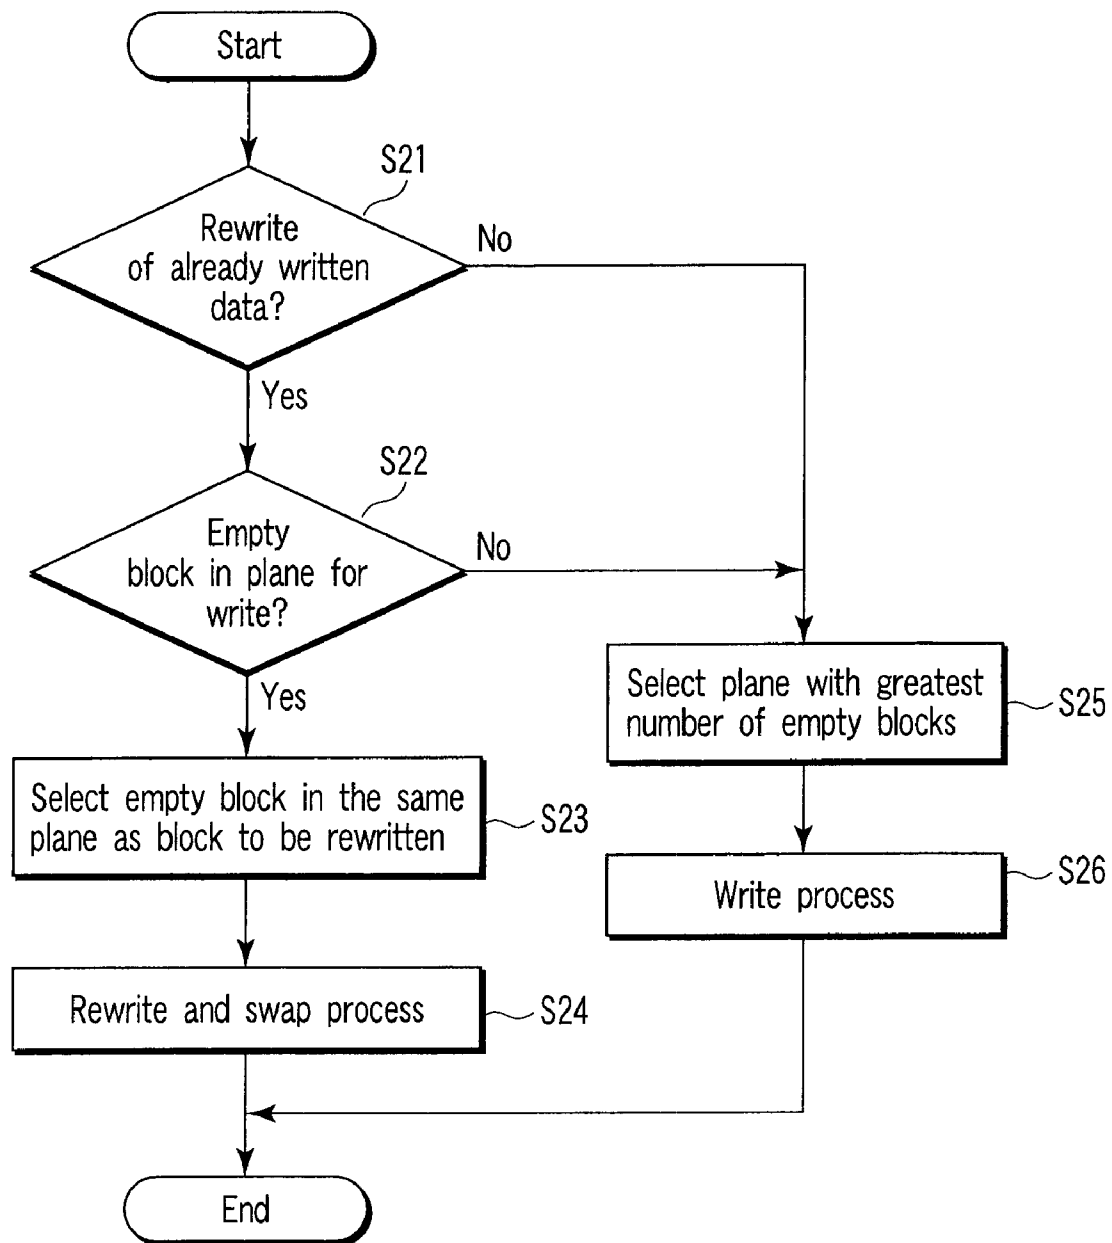 Start
S21
Rewrite
of already written
data?
No
Yes
S22
Empty
block in plane for
write?
No
Yes
Select plane with greatest
number of empty blocks
S25
Select empty block in the same
plane as block to be rewritten
S23
Write process
S26
Rewrite and swap process
S24
End